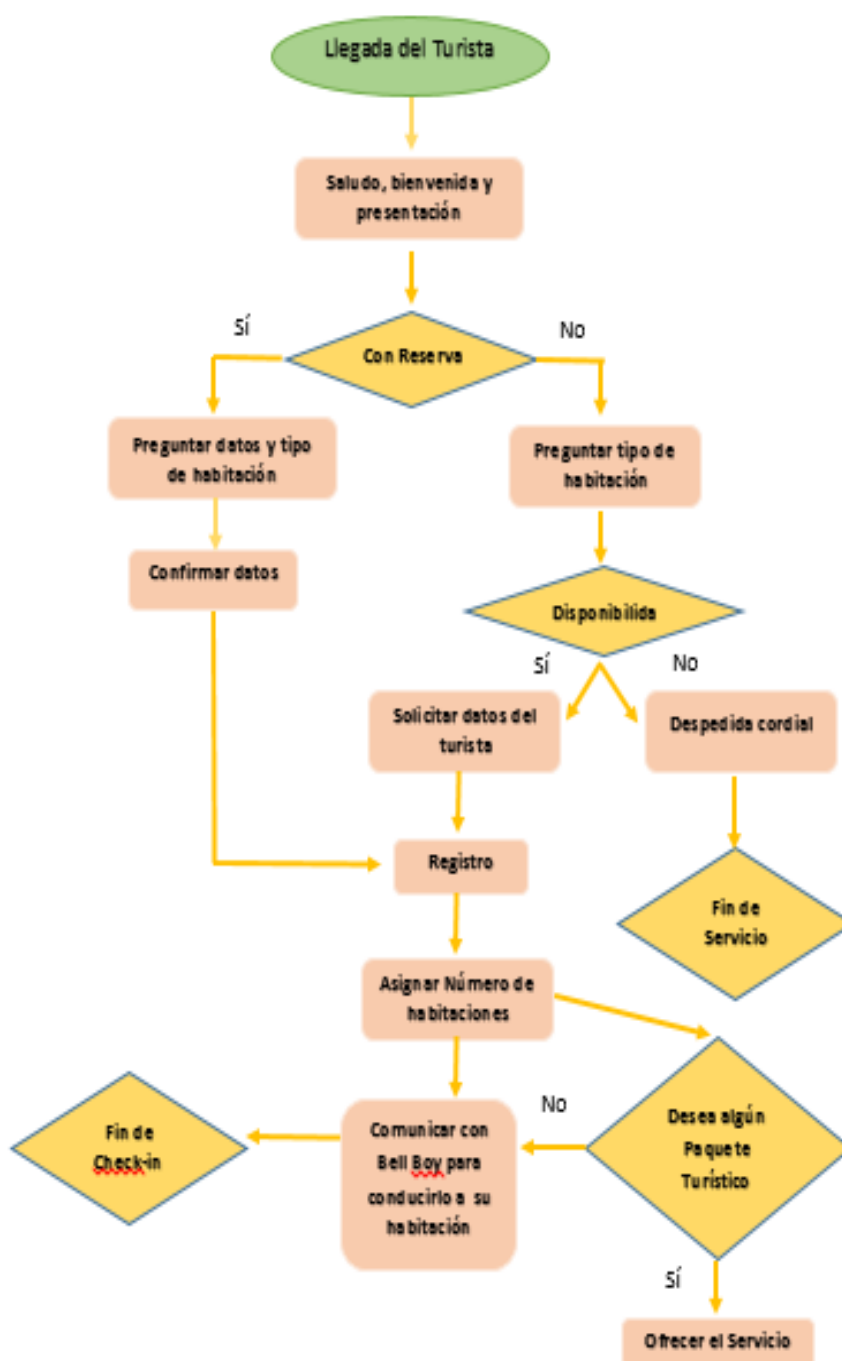 Llegada del Turista
Saludo, bienvenida y
presentación
Sí
No
Con Reserva
Preguntar datos y tipo
de habitación
Preguntar tipo de
habitación
Confirmar datos
Disponibilida
Sí
No
Solicitar datos del
turista
Despedida cordial
Registro
Fin de
Servicio
Asignar Número de
habitaciones
Fin de
Check-in
Comunicar con
Bell Boy para
conducirlo a su
habitación
No
Desea algún
Paquete
Turístico
Sí
Ofrecer el Servicio